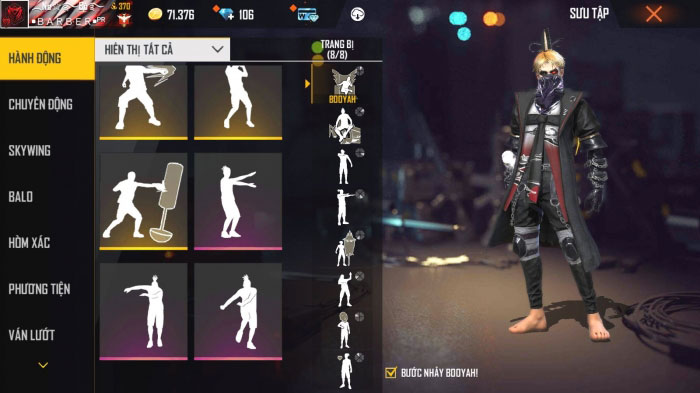 BARBER PR
370
71.376
106
SƯU TẬP
HÀNH ĐỘNG
CHUYỂN ĐỘNG
SKYWING
BALO
HÒM XÁC
PHƯƠNG TIỆN
VÁN LƯỚT
HIỂN THỊ TẤT CẢ
TRANG BỊ
(8/8)
BOOYAH
BƯỚC NHẢY BOOYAH!